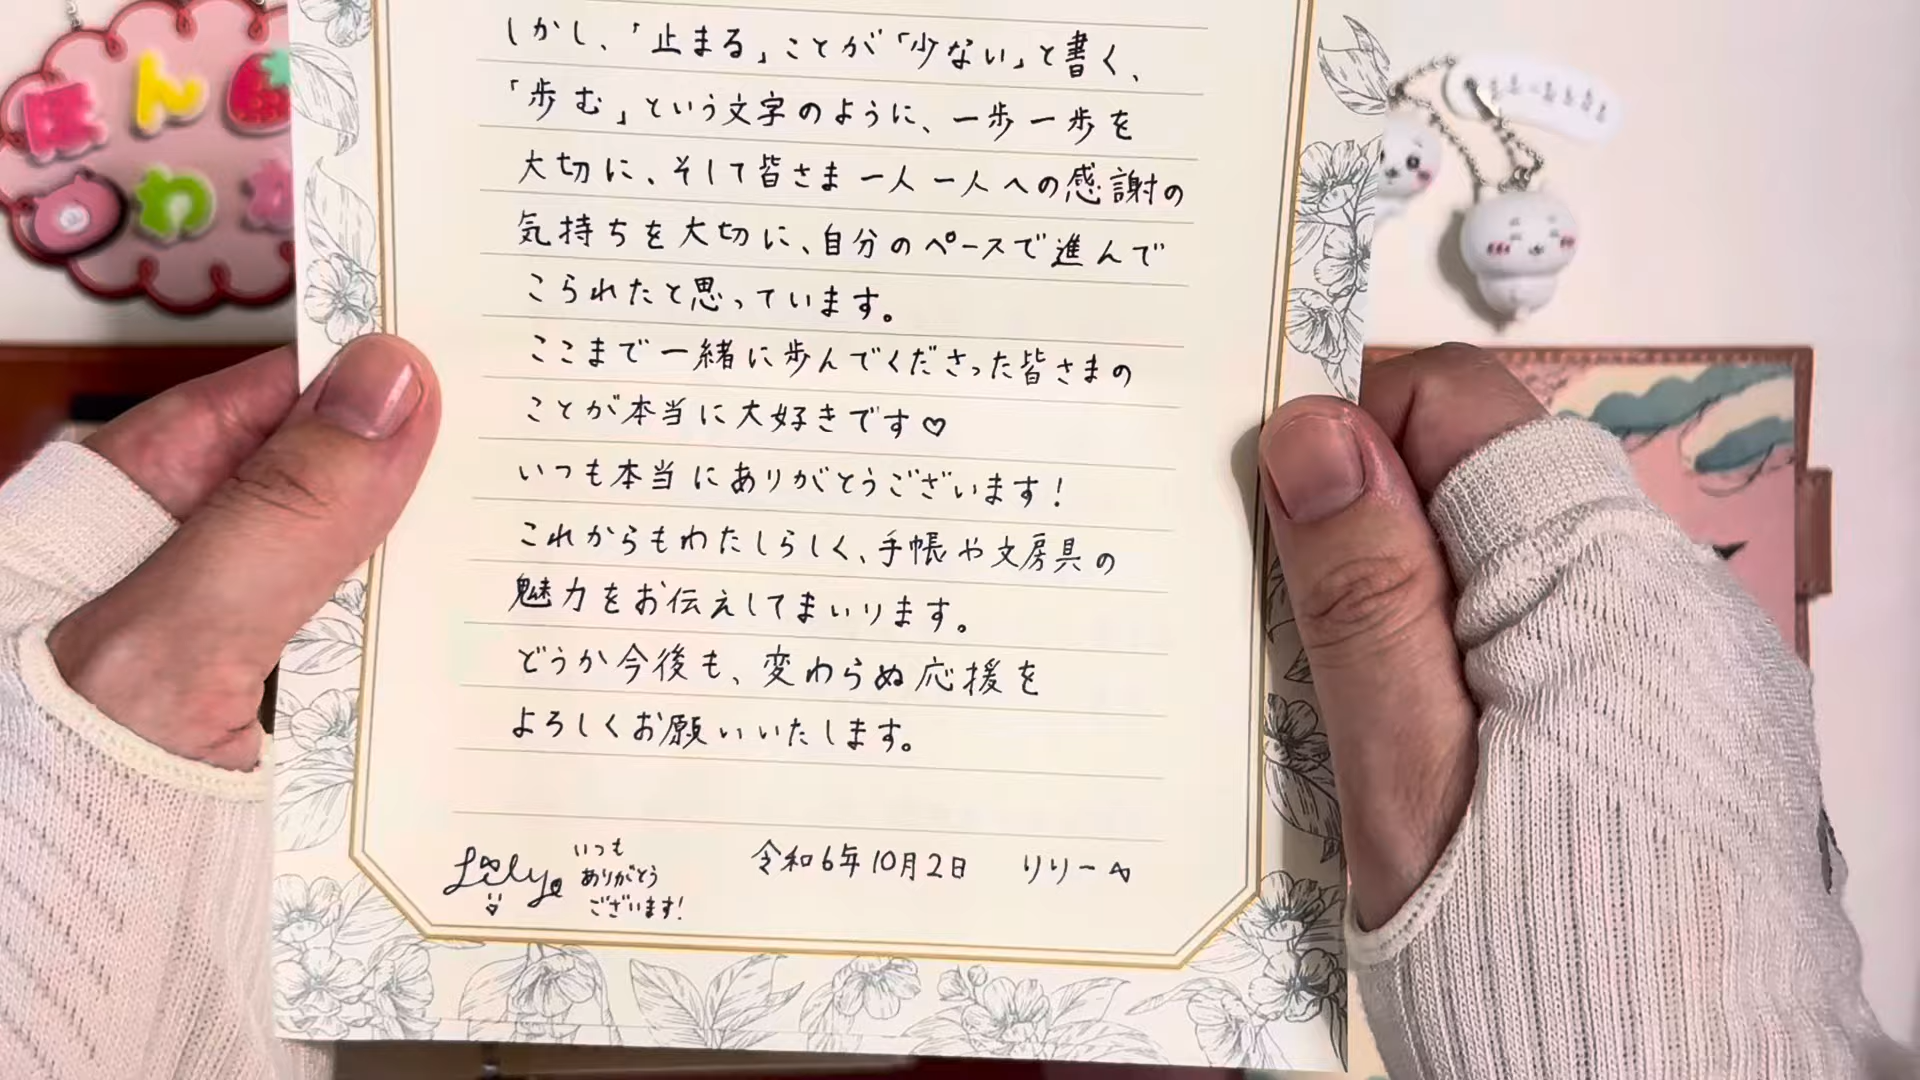 ほんわ
しかし、「止まる」ことが「少ない」と書く、
「歩む」という文字のように、一歩一歩を
大切に、そして皆さま一人一人への感謝の
気持ちを大切に、自分のペースで進んで
こられたと思っています。
ここまで一緒に歩んでくださった皆さまの
ことが本当に大好きです♡
いつも本当にありがとうございます!
これからもわたしらしく、手帳や文房具の
魅力をお伝えしてまいります。
どうか今後も、変わらぬ応援を
よろしくお願いいたします。
Lily
いつも
ありがとう
ございます!
令和6年10月2日 りりー